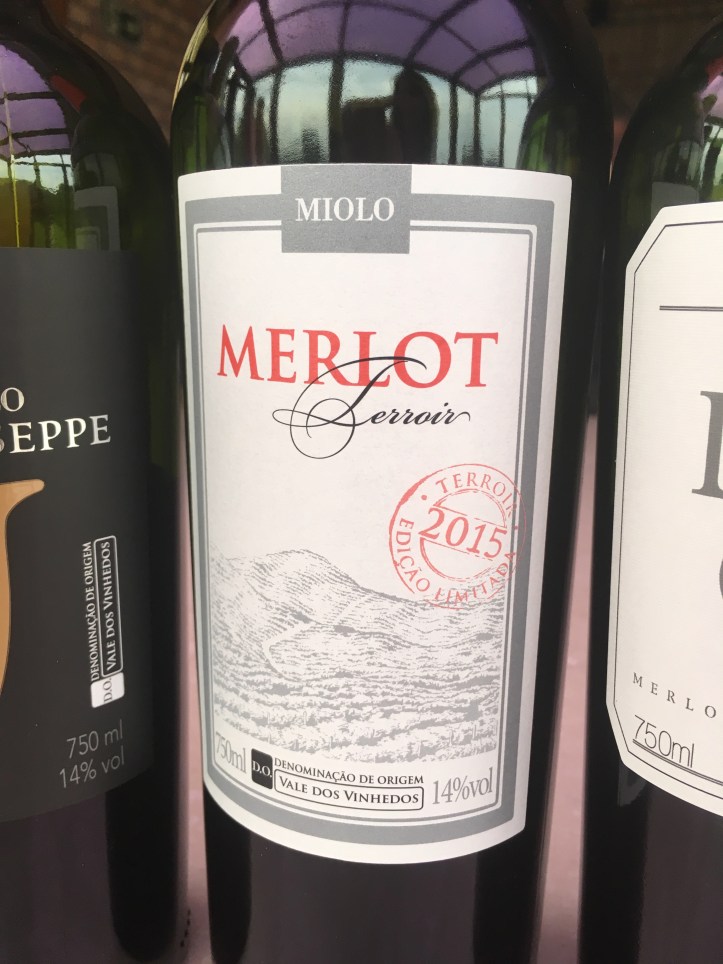 MIOLO
MERLOT
Terroir
TERROIR
2015
EDIÇÃO LIMITADA
750ml
D.O.
DENOMINAÇÃO DE ORIGEM
VALE DOS VINHEDOS
14%vol
EPPE
D.O.
DENOMINAÇÃO DE ORIGEM
VALE DOS VINHEDOS
750 ml
14% vol
MERLO
750ml